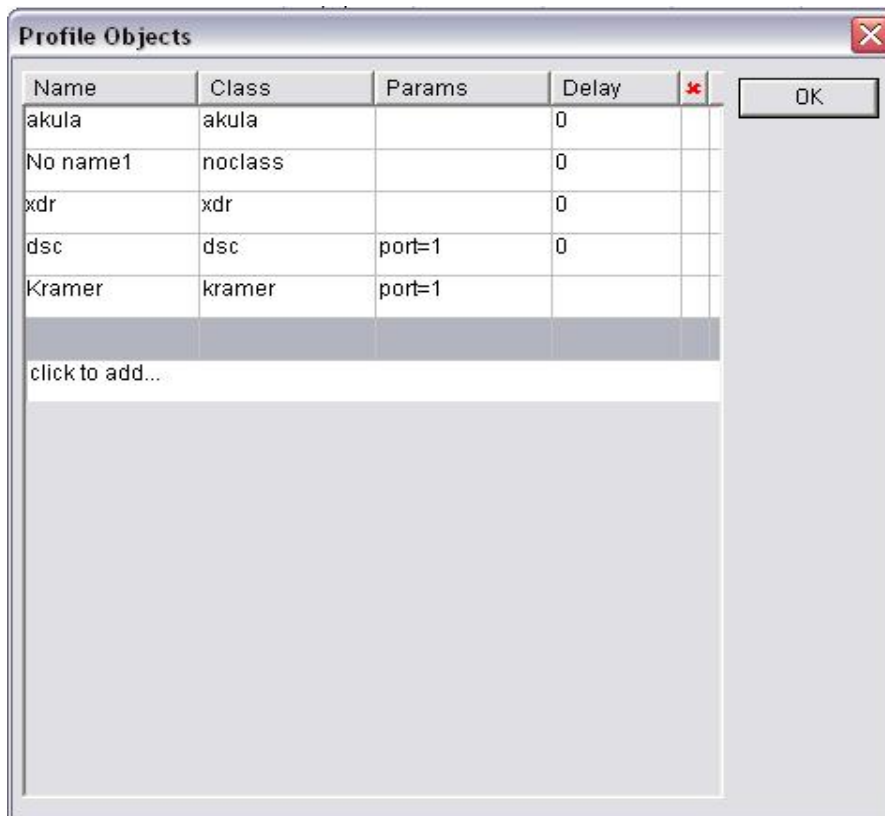 Profile Objects
Name Class Params Delay
OK
akula akula 0
No name1 noclass 0
xdr xdr 0
dsc dsc port=1 0
Kramer kramer port=1
click to add...